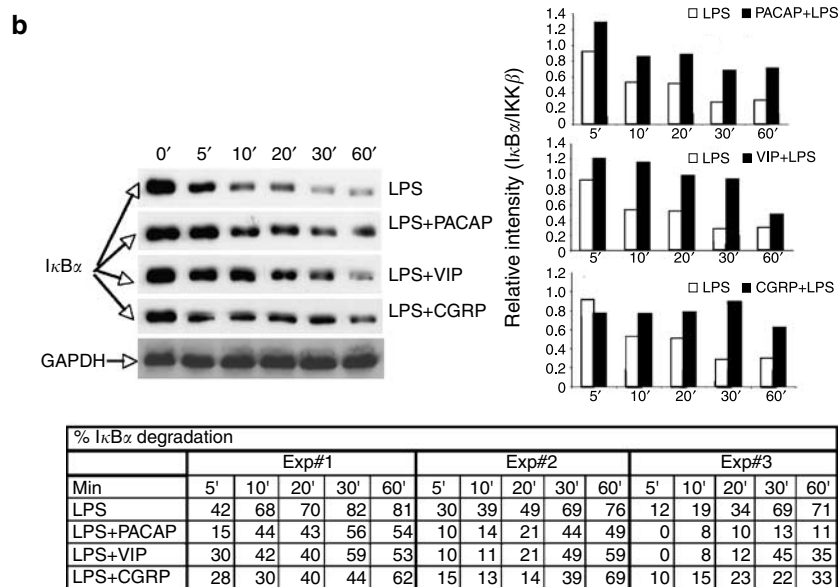 b
0′ 5′ 10′ 20′ 30′ 60′
LPS
LPS+PACAP
LPS+VIP
LPS+CGRP
IκBα
GAPDH
Relative intensity (IκBα/IKKβ)
LPS PACAP+LPS
1.4
1.2
1.0
0.8
0.6
0.4
0.2
0
5′ 10′ 20′ 30′ 60′
LPS VIP+LPS
1.4
1.2
1.0
0.8
0.6
0.4
0.2
0
5′ 10′ 20′ 30′ 60′
LPS CGRP+LPS
1.2
1.0
0.8
0.6
0.4
0.2
0
5′ 10′ 20′ 30′ 60′
% IκBα degradation
Exp#1 Exp#2 Exp#3
Min 5' 10' 20' 30' 60' 5' 10' 20' 30' 60' 5' 10' 20' 30' 60'
LPS 42 68 70 82 81 30 39 49 69 76 12 19 34 69 71
LPS+PACAP 15 44 43 56 54 10 14 21 44 49 0 8 10 13 11
LPS+VIP 30 42 40 59 53 10 11 21 49 59 0 8 12 45 35
LPS+CGRP 28 30 40 44 62 15 13 14 39 69 10 15 23 22 32